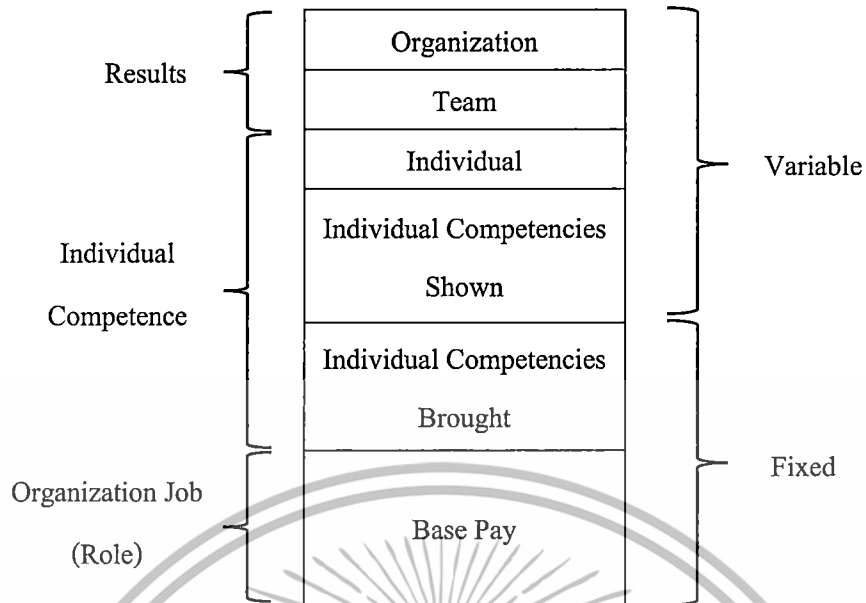 Organization
Results
Team
Individual
Variable
Individual Competencies
Shown
Individual
Competence
Individual Competencies
Brought
Fixed
Organization Job
(Role)
Base Pay